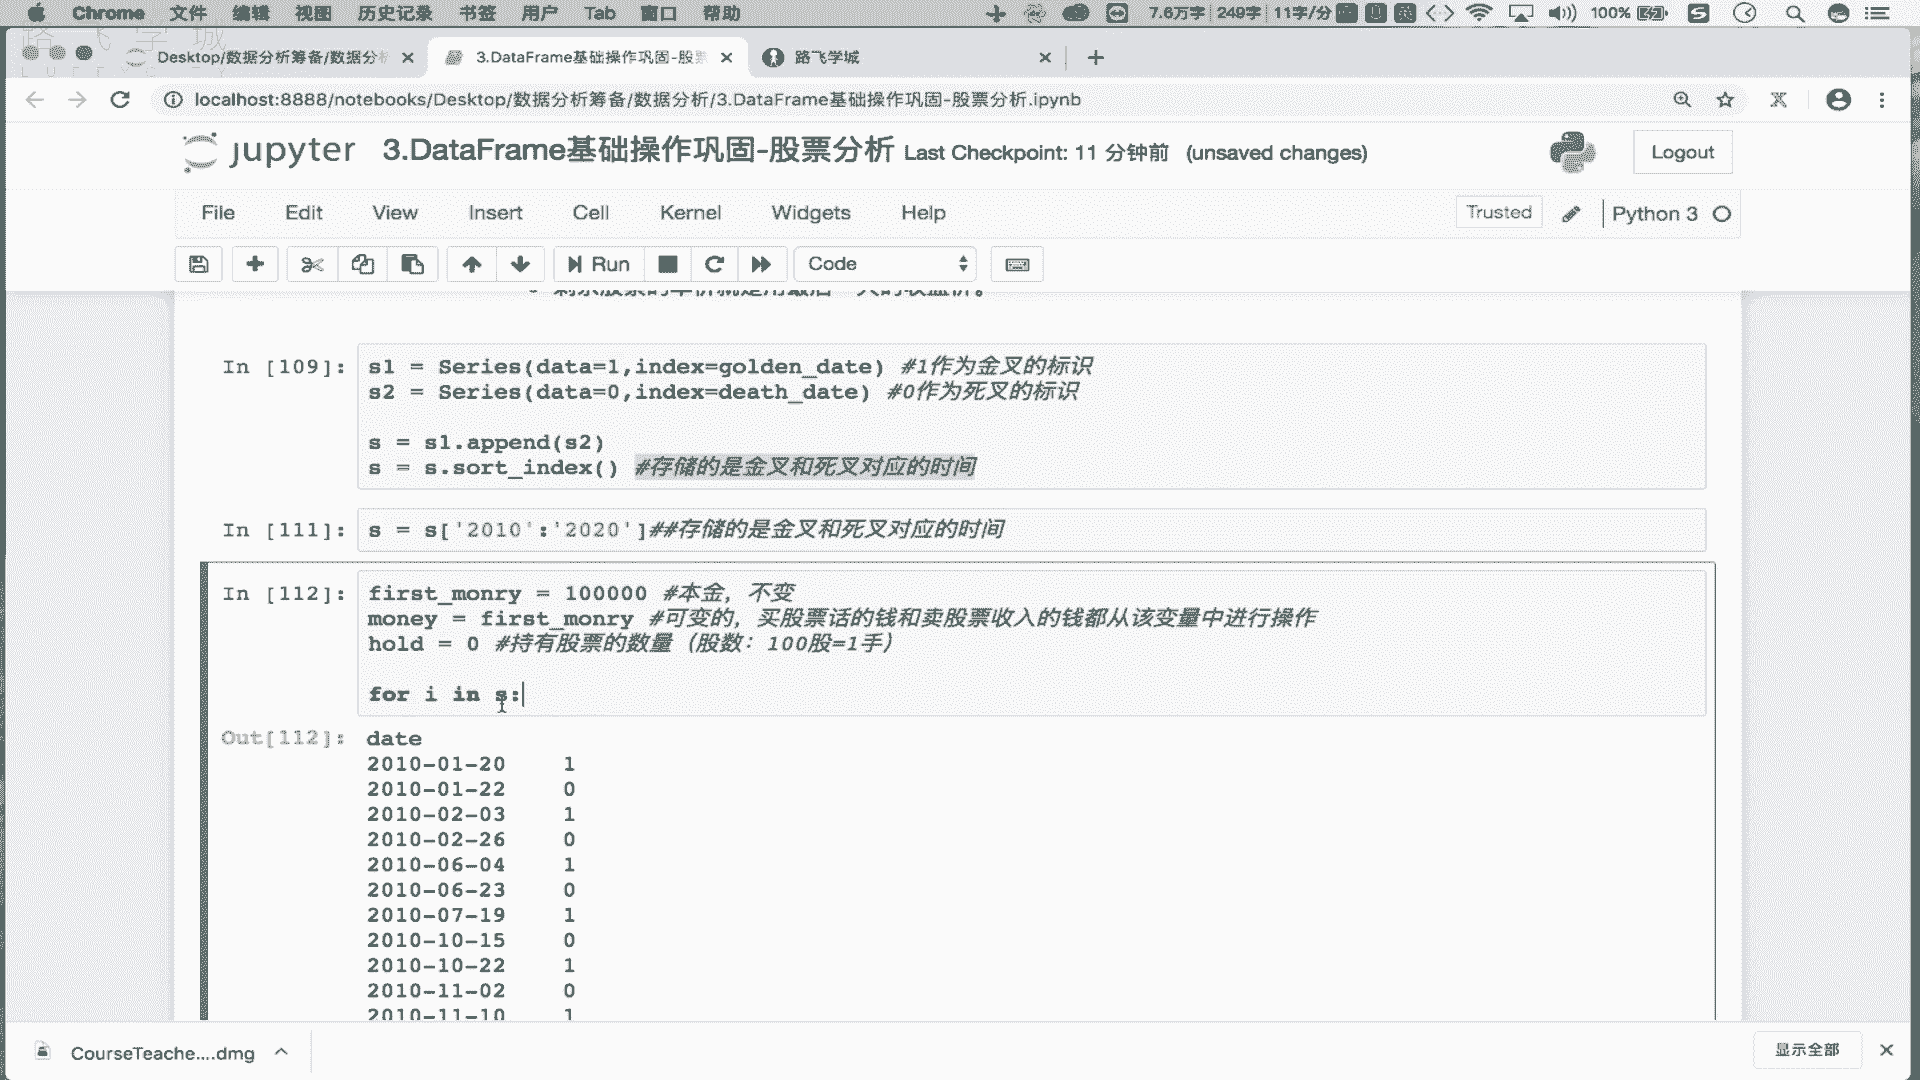 Chrome 文件 编辑 视图 历史记录 书签 用户 Tab 窗口 帮助 7.6万字 249字 11字/分 100%
Desktop/数据分析筹备/数据分析
3.DataFrame基础操作巩固-股票
路飞学城
localhost:8888/notebooks/Desktop/数据分析筹备/数据分析/3.DataFrame基础操作巩固-股票分析.ipynb
jupyter 3.DataFrame基础操作巩固-股票分析 Last Checkpoint: 11 分钟前 (unsaved changes)
Logout
File Edit View Insert Cell Kernel Widgets Help
Trusted Python 3
Run Code
In [109]: s1 = Series(data=1,index=golden_date) #1作为金叉的标识
s2 = Series(data=0,index=death_date) #0作为死叉的标识
s = s1.append(s2)
s = s.sort_index() #存储的是金叉和死叉对应的时间
In [111]: s = s['2010':'2020']##存储的是金叉和死叉对应的时间
In [112]: first_monry = 100000 #本金，不变
money = first_monry #可变的，买股票话的钱和卖股票收入的钱都从该变量中进行操作
hold = 0 #持有股票的数量（股数：100股=1手）
for i in s:
Out[112]: date
2010-01-20 1
2010-01-22 0
2010-02-03 1
2010-02-26 0
2010-06-04 1
2010-06-23 0
2010-07-19 1
2010-10-15 0
2010-10-22 1
2010-11-02 0
2010-11-10 1
CourseTeache....dmg
显示全部